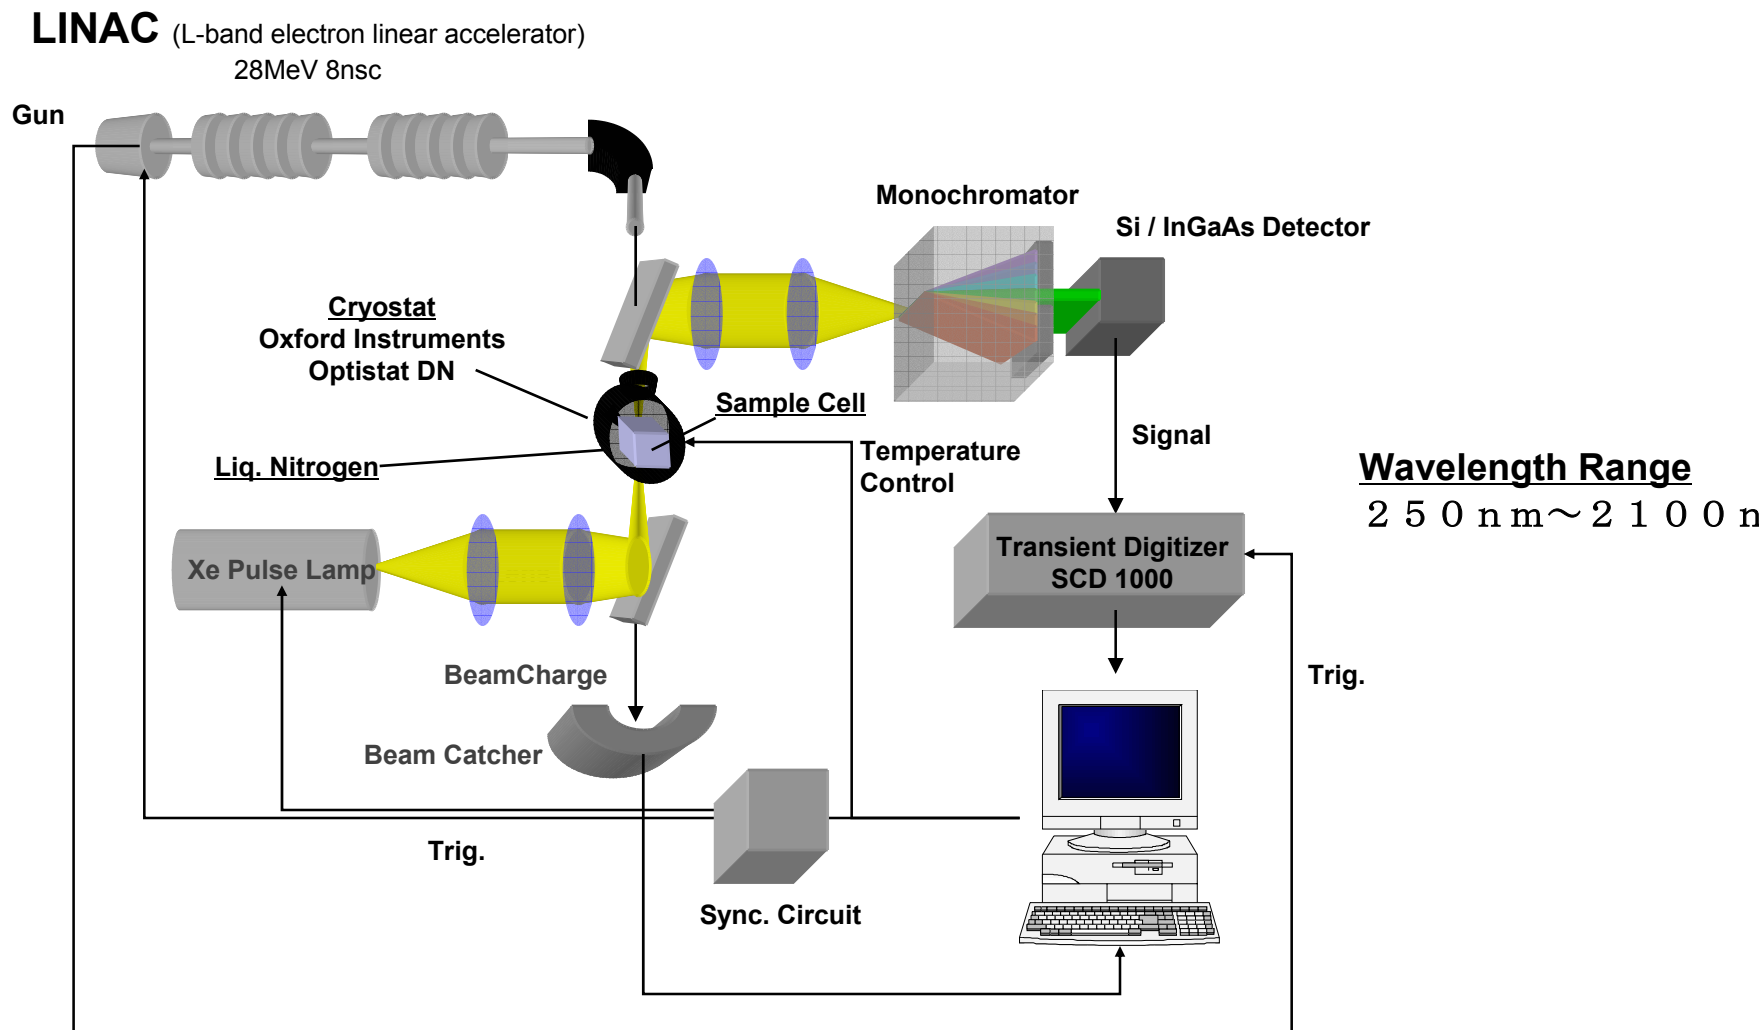 LINAC (L-band electron linear accelerator)
28MeV 8nsc
Gun
Monochromator
Si / InGaAs Detector
Cryostat
Oxford Instruments
Optistat DN
Sample Cell
Liq. Nitrogen
Temperature
Control
Signal
Wavelength Range
２５０ｎｍ～２１００ｎ
Xe Pulse Lamp
Transient Digitizer
SCD 1000
BeamCharge
Trig.
Beam Catcher
Trig.
Sync. Circuit